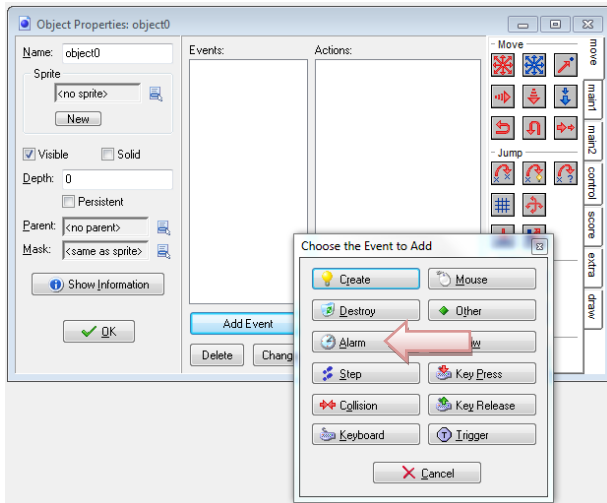 Object Properties: object0
Name: object0
Sprite
<no sprite>
New
Visible Solid
Depth: 0
Persistent
Parent: <no parent>
Mask: <same as sprite>
Show Information
OK
Events:
Add Event
Delete Chang
Actions:
Move
Jump
move
main1
main2
control
score
extra
draw
Choose the Event to Add
Create Mouse
Destroy Other
Alarm
Step Key Press
Collision Key Release
Keyboard Trigger
Cancel